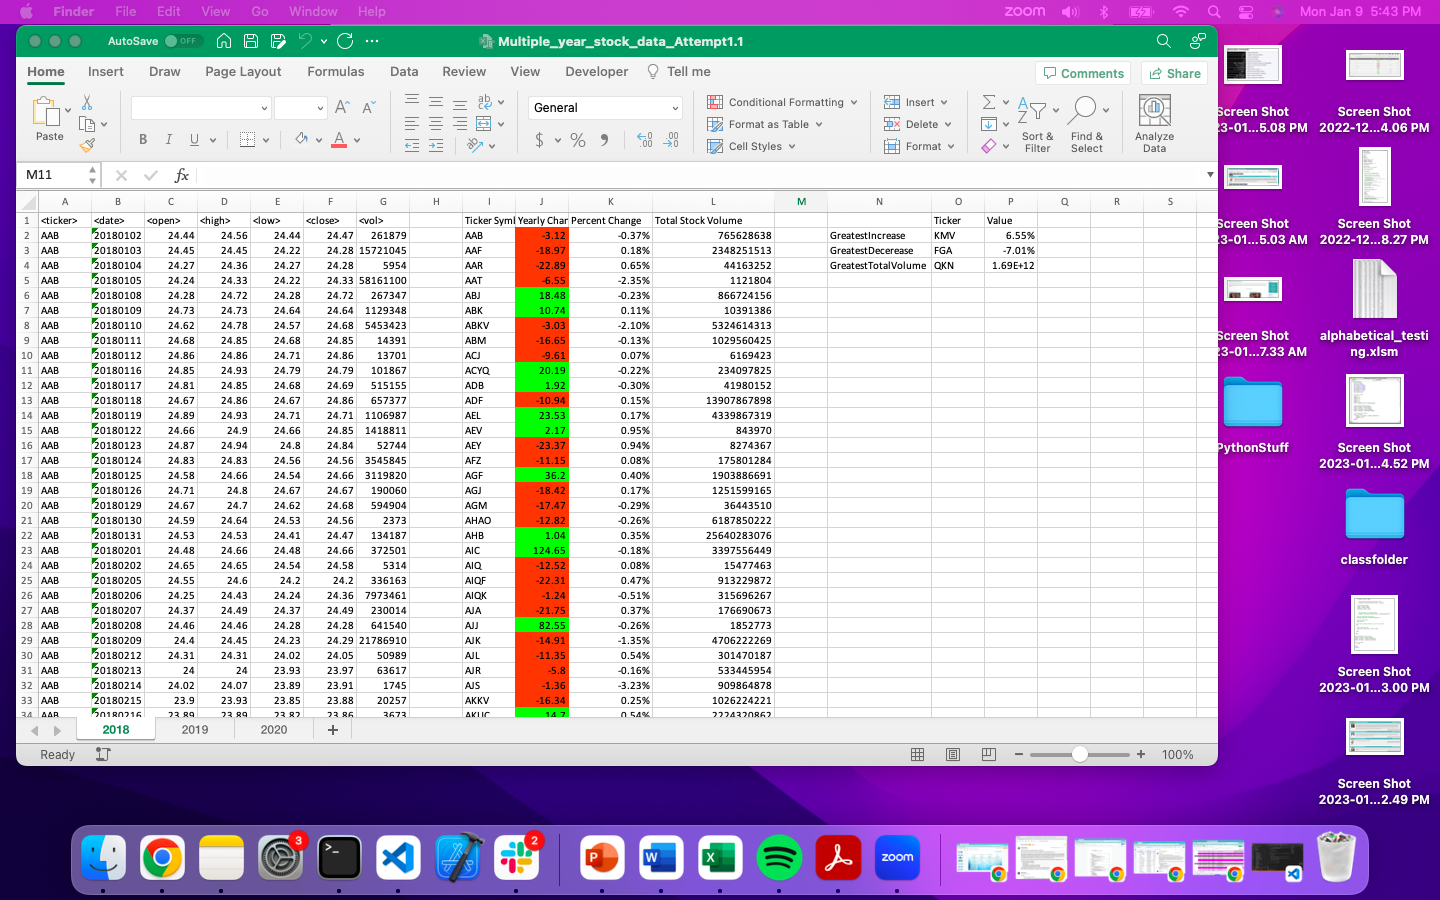 Finder File Edit View Go Window Help zoom Mon Jan 9 5:43 PM
AutoSave OFF Multiple_year_stock_data_Attempt1.1
Home Insert Draw Page Layout Formulas Data Review View Developer Tell me Comments Share
Paste General Conditional Formatting Format as Table Cell Styles Insert Delete Format Sort & Filter Find & Select Analyze Data
M11 fx
A B C D E F G H I J K L M N O P Q R S
1 <ticker> <date> <open> <high> <low> <close> <vol> Ticker Syml Yearly Char Percent Change Total Stock Volume Ticker Value
2 AAB 20180102 24.44 24.56 24.44 24.47 261879 AAB -3.12 -0.37% 765628638 GreatestIncrease KMV 6.55%
3 AAB 20180103 24.45 24.45 24.22 24.28 15721045 AAF -18.97 0.18% 2348251513 GreatestDecerease FGA -7.01%
4 AAB 20180104 24.27 24.36 24.27 24.28 5954 AAR -22.89 0.65% 44163252 GreatestTotalVolume QKN 1.69E+12
5 AAB 20180105 24.24 24.33 24.22 24.33 58161100 AAT -6.55 -2.35% 1121804
6 AAB 20180108 24.28 24.72 24.28 24.72 267347 ABJ 18.48 -0.23% 866724156
7 AAB 20180109 24.73 24.73 24.64 24.64 1129348 ABK 10.74 0.11% 10391386
8 AAB 20180110 24.62 24.78 24.57 24.68 5453423 ABKV -3.03 -2.10% 5324614313
9 AAB 20180111 24.68 24.85 24.68 24.85 14391 ABM -16.65 -0.13% 1029560425
10 AAB 20180112 24.86 24.86 24.71 24.86 13701 ACJ -9.61 0.07% 6169423
11 AAB 20180116 24.85 24.93 24.79 24.79 101867 ACYQ 20.19 -0.22% 234097825
12 AAB 20180117 24.81 24.85 24.68 24.69 515155 ADB 1.92 -0.30% 41980152
13 AAB 20180118 24.67 24.86 24.67 24.86 657377 ADF -10.94 0.15% 13907867898
14 AAB 20180119 24.89 24.93 24.71 24.71 1106987 AEL 23.53 0.17% 4339867319
15 AAB 20180122 24.66 24.9 24.66 24.85 1418811 AEV 2.17 0.95% 843970
16 AAB 20180123 24.87 24.94 24.8 24.84 52744 AEY -23.37 0.94% 8274367
17 AAB 20180124 24.83 24.83 24.56 24.56 3545845 AFZ -11.15 0.08% 175801284
18 AAB 20180125 24.58 24.66 24.54 24.66 3119820 AGF 36.2 0.40% 1903886691
19 AAB 20180126 24.71 24.8 24.67 24.67 190060 AGJ -18.42 0.17% 1251599165
20 AAB 20180129 24.67 24.7 24.62 24.68 594904 AGM -17.47 -0.29% 36443510
21 AAB 20180130 24.59 24.64 24.53 24.56 2373 AHAO -12.82 -0.26% 6187850222
22 AAB 20180131 24.53 24.53 24.41 24.47 134187 AHB 1.04 0.35% 25640283076
23 AAB 20180201 24.48 24.66 24.48 24.66 372501 AIC 124.65 -0.18% 3397556449
24 AAB 20180202 24.65 24.65 24.54 24.58 5314 AIQ -12.52 0.08% 15477463
25 AAB 20180205 24.55 24.6 24.2 24.2 336163 AIQF -22.31 0.47% 913229872
26 AAB 20180206 24.25 24.43 24.24 24.36 7973461 AIQK -1.24 -0.51% 315696267
27 AAB 20180207 24.37 24.49 24.37 24.49 230014 AJA -21.75 0.37% 176690673
28 AAB 20180208 24.46 24.46 24.28 24.28 641540 AJJ 82.55 -0.26% 1852773
29 AAB 20180209 24.4 24.45 24.23 24.29 21786910 AJK -14.91 -1.35% 4706222269
30 AAB 20180212 24.31 24.31 24.02 24.05 50989 AJL -11.35 0.54% 301470187
31 AAB 20180213 24 24 23.93 23.97 63617 AJR -5.8 -0.16% 533445954
32 AAB 20180214 24.02 24.07 23.89 23.91 1745 AJS -1.36 -3.23% 909864878
33 AAB 20180215 23.9 23.93 23.85 23.88 20257 AKKV -16.34 0.25% 1026224221
34 AAB 20180216 23.89 23.89 23.82 23.86 3673 AKUC 14.7 0.54% 2224320862
2018 2019 2020
Ready 100%
Screen Shot
23-01...5.08 PM
Screen Shot
2022-12...4.06 PM
Screen Shot
23-01...5.03 AM
Screen Shot
2022-12...8.27 PM
Screen Shot
23-01...7.33 AM
alphabetical_testi
ng.xlsm
PythonStuff
Screen Shot
2023-01...4.52 PM
classfolder
Screen Shot
2023-01...3.00 PM
Screen Shot
2023-01...2.49 PM
3 2 zoom